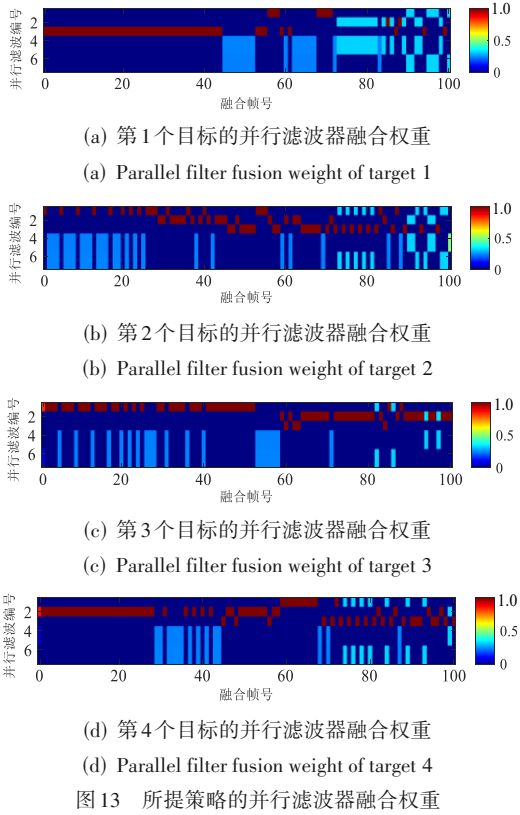 并行滤波编号
2
4
6
0
20
40
60
80
100
融合帧号
1.0
0.5
0
(a) 第1个目标的并行滤波器融合权重
(a) Parallel filter fusion weight of target 1
并行滤波编号
2
4
6
0
20
40
60
80
100
融合帧号
1.0
0.5
0
(b) 第2个目标的并行滤波器融合权重
(b) Parallel filter fusion weight of target 2
并行滤波编号
2
4
6
0
20
40
60
80
100
融合帧号
1.0
0.5
0
(c) 第3个目标的并行滤波器融合权重
(c) Parallel filter fusion weight of target 3
并行滤波编号
2
4
6
0
20
40
60
80
100
融合帧号
1.0
0.5
0
(d) 第4个目标的并行滤波器融合权重
(d) Parallel filter fusion weight of target 4
图13 所提策略的并行滤波器融合权重